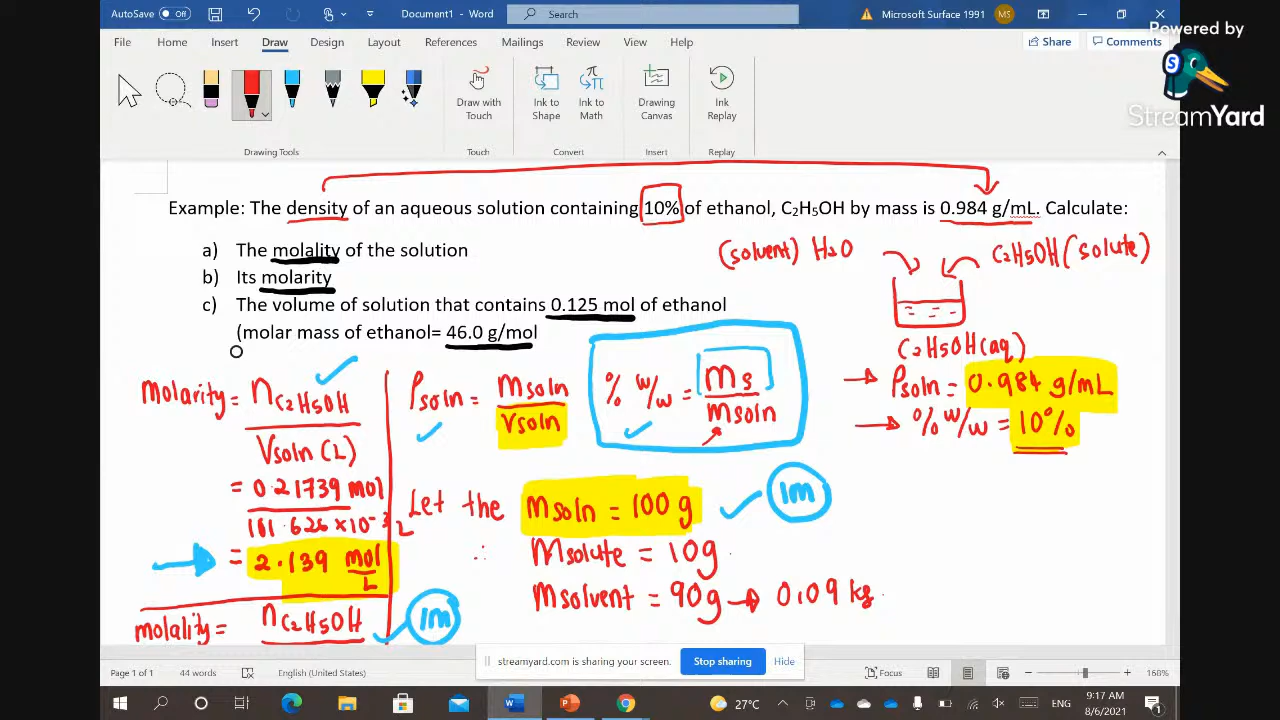 AutoSave Off Document1 - Word Search Microsoft Surface 1991 MS
Powered by
StreamYard
File Home Insert Draw Design Layout References Mailings Review View Help Share Comments
Draw with Touch
Ink to Shape
Ink to Math
Drawing Canvas
Ink Replay
Drawing Tools Touch Convert Insert Replay
Example: The density of an aqueous solution containing 10% of ethanol, C2H5OH by mass is 0.984 g/mL. Calculate:
a) The molality of the solution
b) Its molarity
c) The volume of solution that contains 0.125 mol of ethanol
(molar mass of ethanol= 46.0 g/mol
(solvent) H2O C2H5OH (solute)
C2H5OH(aq)
ρsoln = 0.984 g/mL
% w/w = 10%
Molarity = nC2H5OH
Vsoln (L)
= 0.21739 mol
101.626 x10-3 L
= 2.139 mol
L
molality = nC2H5OH
1m
ρsoln = msoln
Vsoln
% w/w = ms
msoln
Let the msoln = 100 g 1m
∴ msolute = 10g
msolvent = 90g → 0.09 kg
streamyard.com is sharing your screen. Stop sharing Hide
Page 1 of 1 44 words English (United States) Focus 168%
27°C ENG 9:17 AM
8/6/2021 1